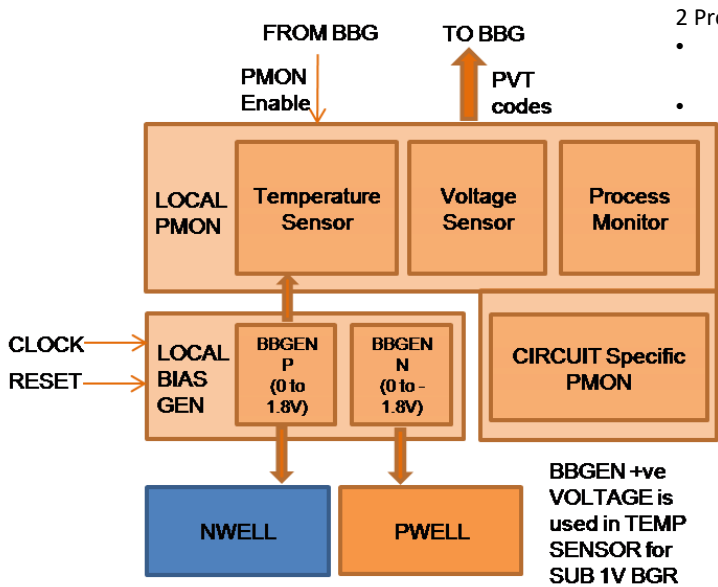 2 Pr
FROM BBG
TO BBG
•
PMON
Enable
PVT
codes
•
LOCAL
PMON
Temperature
Sensor
Voltage
Sensor
Process
Monitor
CLOCK
RESET
LOCAL
BIAS
GEN
BBGEN
P
(0 to
1.8V)
BBGEN
N
(0 to -
1.8V)
CIRCUIT Specific
PMON
NWELL
PWELL
BBGEN +ve
VOLTAGE is
used in TEMP
SENSOR for
SUB 1V BGR